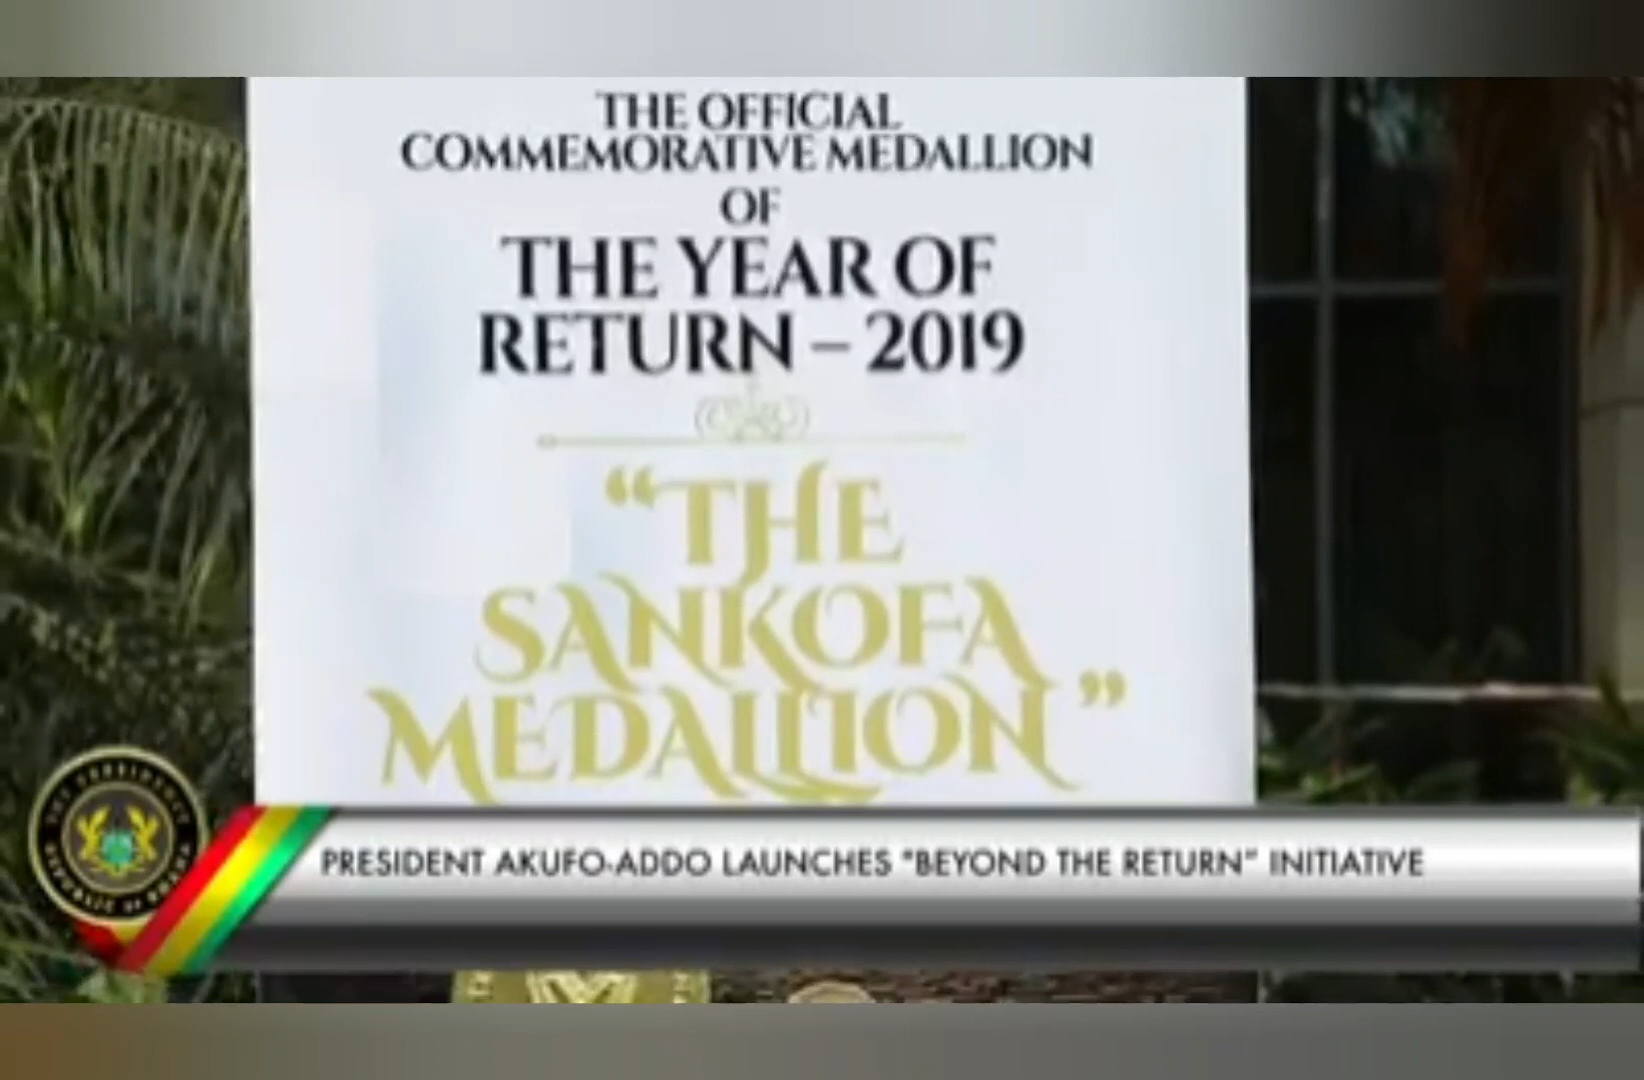 THE OFFICIAL
COMMEMORATIVE MEDALLION
OF
THE YEAR OF
RETURN – 2019
“THE
SANKOFA
MEDALLION”
PRESIDENT AKUFO-ADDO LAUNCHES "BEYOND THE RETURN" INITIATIVE